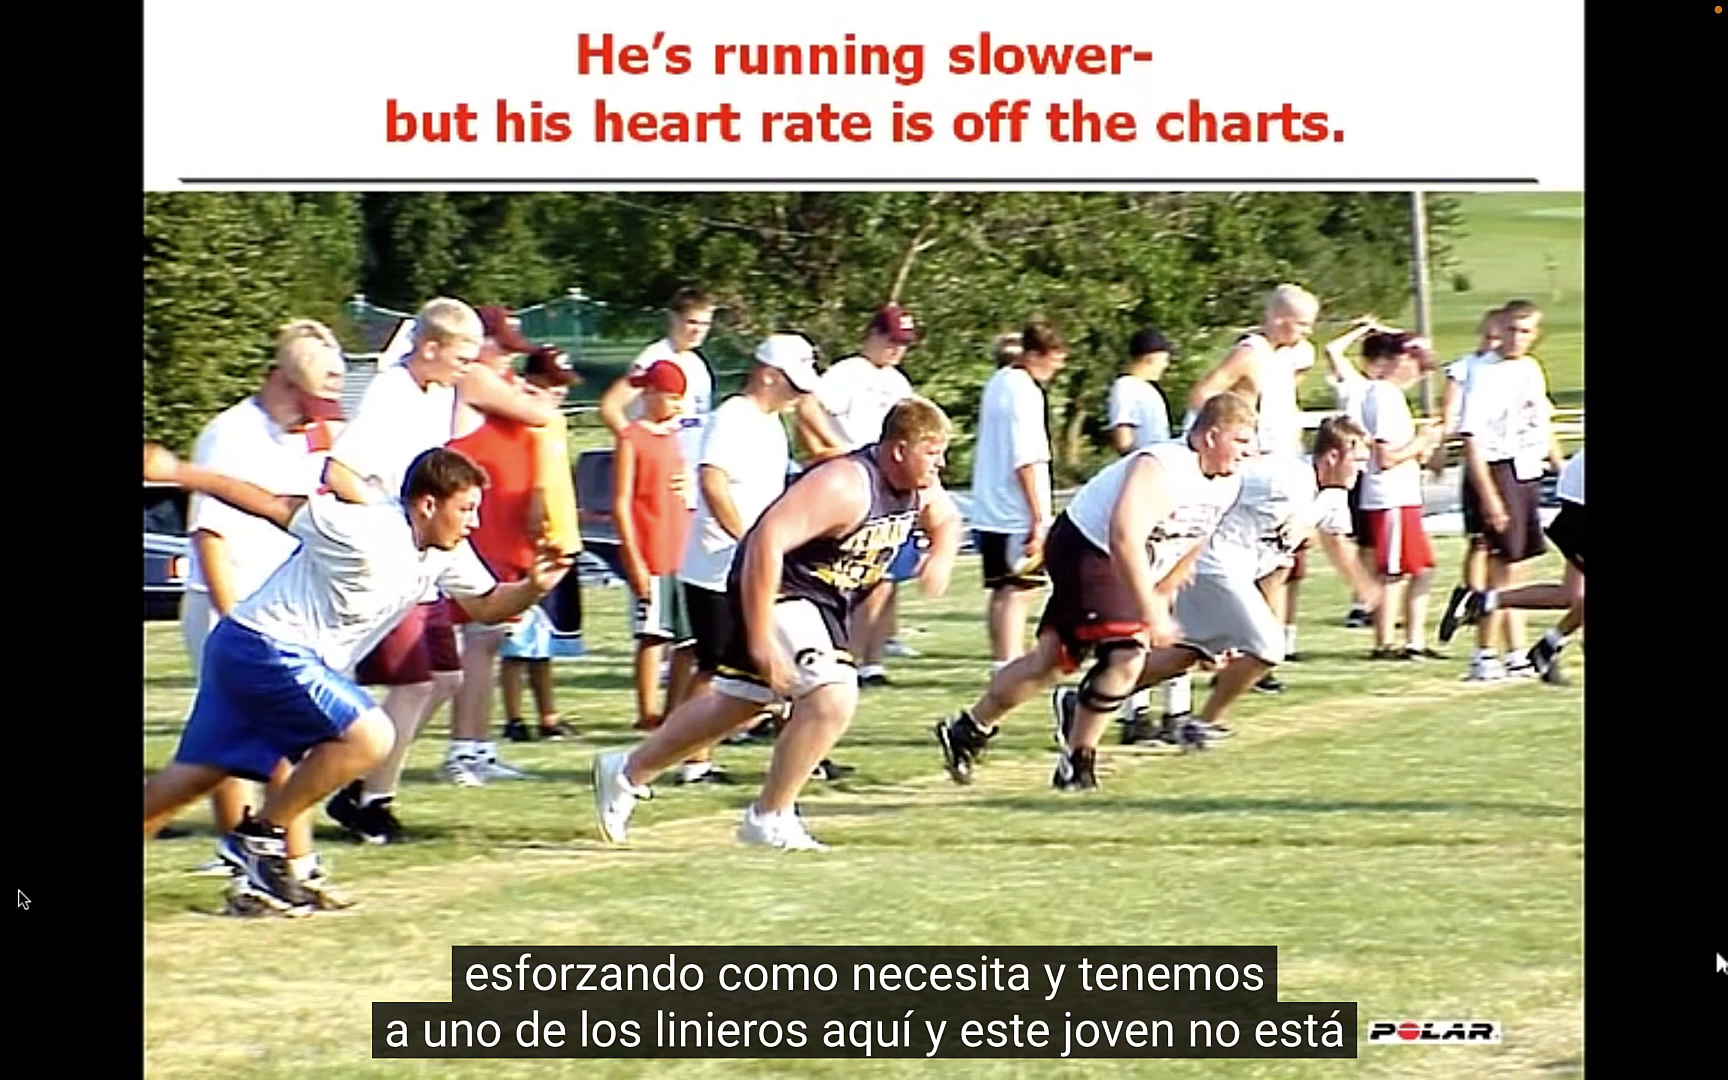 He's running slower-
but his heart rate is off the charts.
esforzando como necesita y tenemos
a uno de los linieros aquí y este joven no está
POLAR